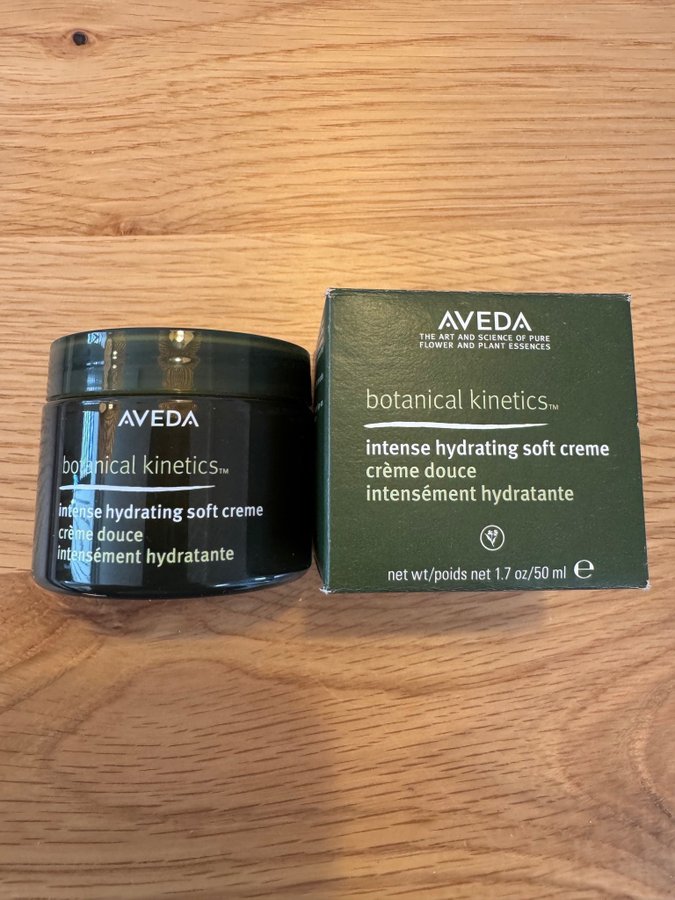 AVEDA
botanical kinetics™
intense hydrating soft creme
crème douce
intensément hydratante
AVEDA
THE ART AND SCIENCE OF PURE
FLOWER AND PLANT ESSENCES
botanical kinetics™
intense hydrating soft creme
crème douce
intensément hydratante
net wt/poids net 1.7 oz/50 ml ℮